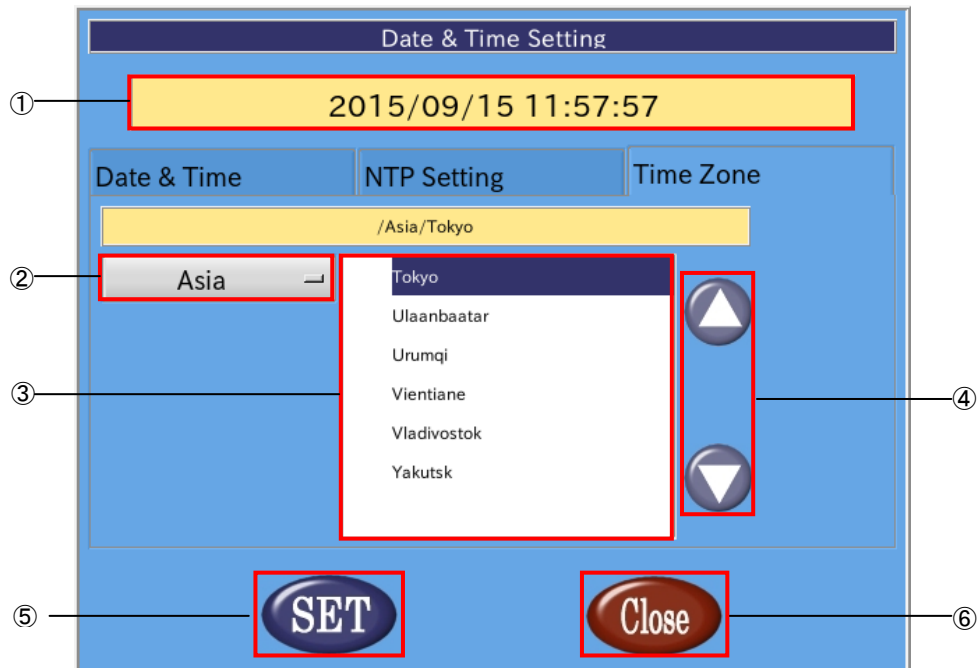 Date & Time Setting
① 2015/09/15 11:57:57
Date & Time NTP Setting Time Zone
/Asia/Tokyo
② Asia
Tokyo
Ulaanbaatar
Urumqi
③ Vientiane ④
Vladivostok
Yakutsk
⑤ SET Close ⑥